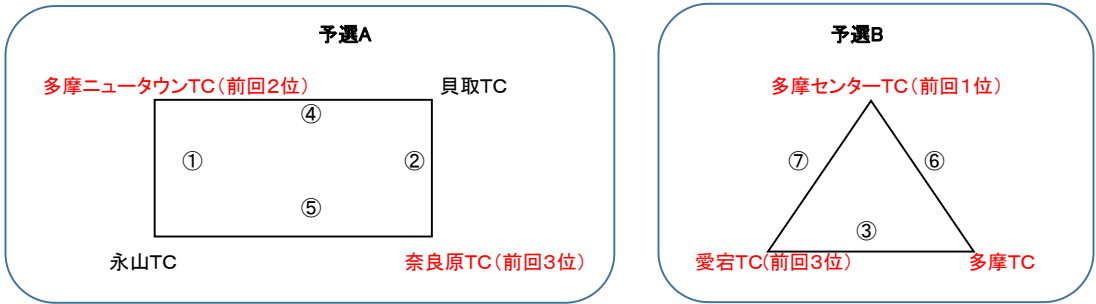 予選A
多摩ニュータウンTC(前回2位)
貝取TC
④
①
②
⑤
永山TC
奈良原TC(前回3位)
予選B
多摩センターTC(前回1位)
⑦
⑥
③
愛宕TC(前回3位)
多摩TC